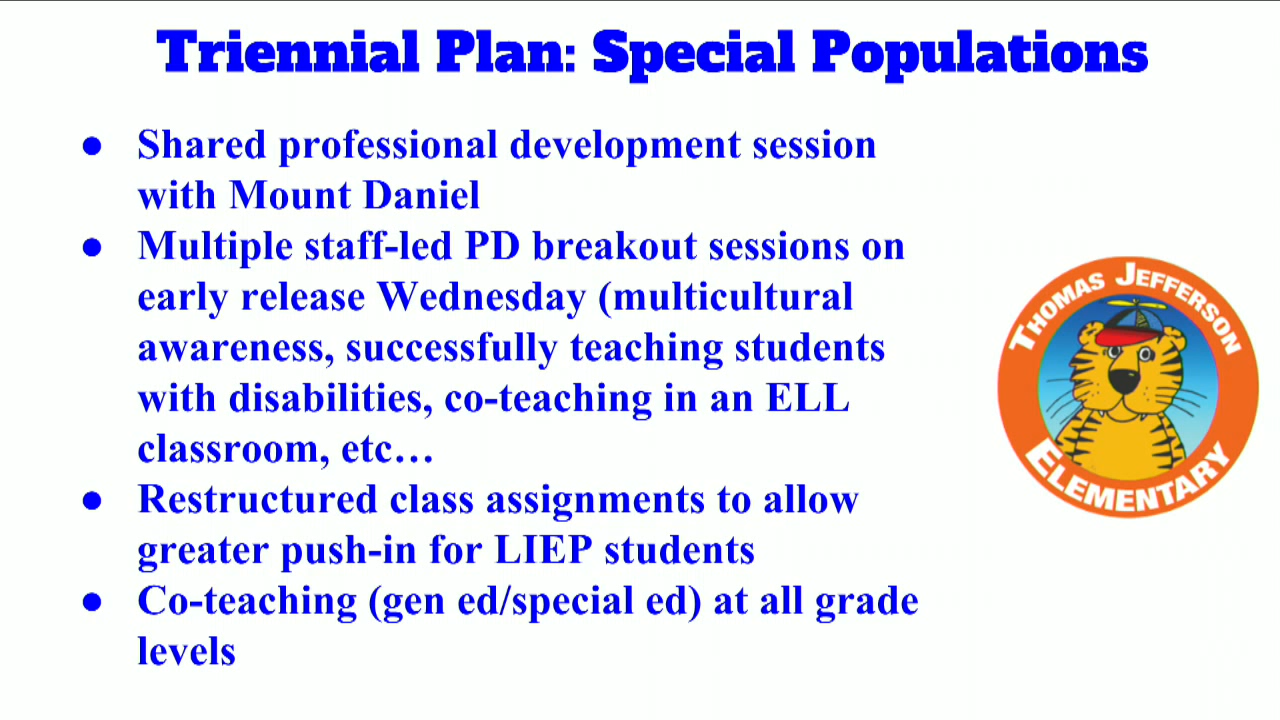 Triennial Plan: Special Populations
● Shared professional development session
with Mount Daniel
● Multiple staff-led PD breakout sessions on
early release Wednesday (multicultural
awareness, successfully teaching students
with disabilities, co-teaching in an ELL
classroom, etc…
● Restructured class assignments to allow
greater push-in for LIEP students
● Co-teaching (gen ed/special ed) at all grade
levels
THOMAS JEFFERSON
ELEMENTARY